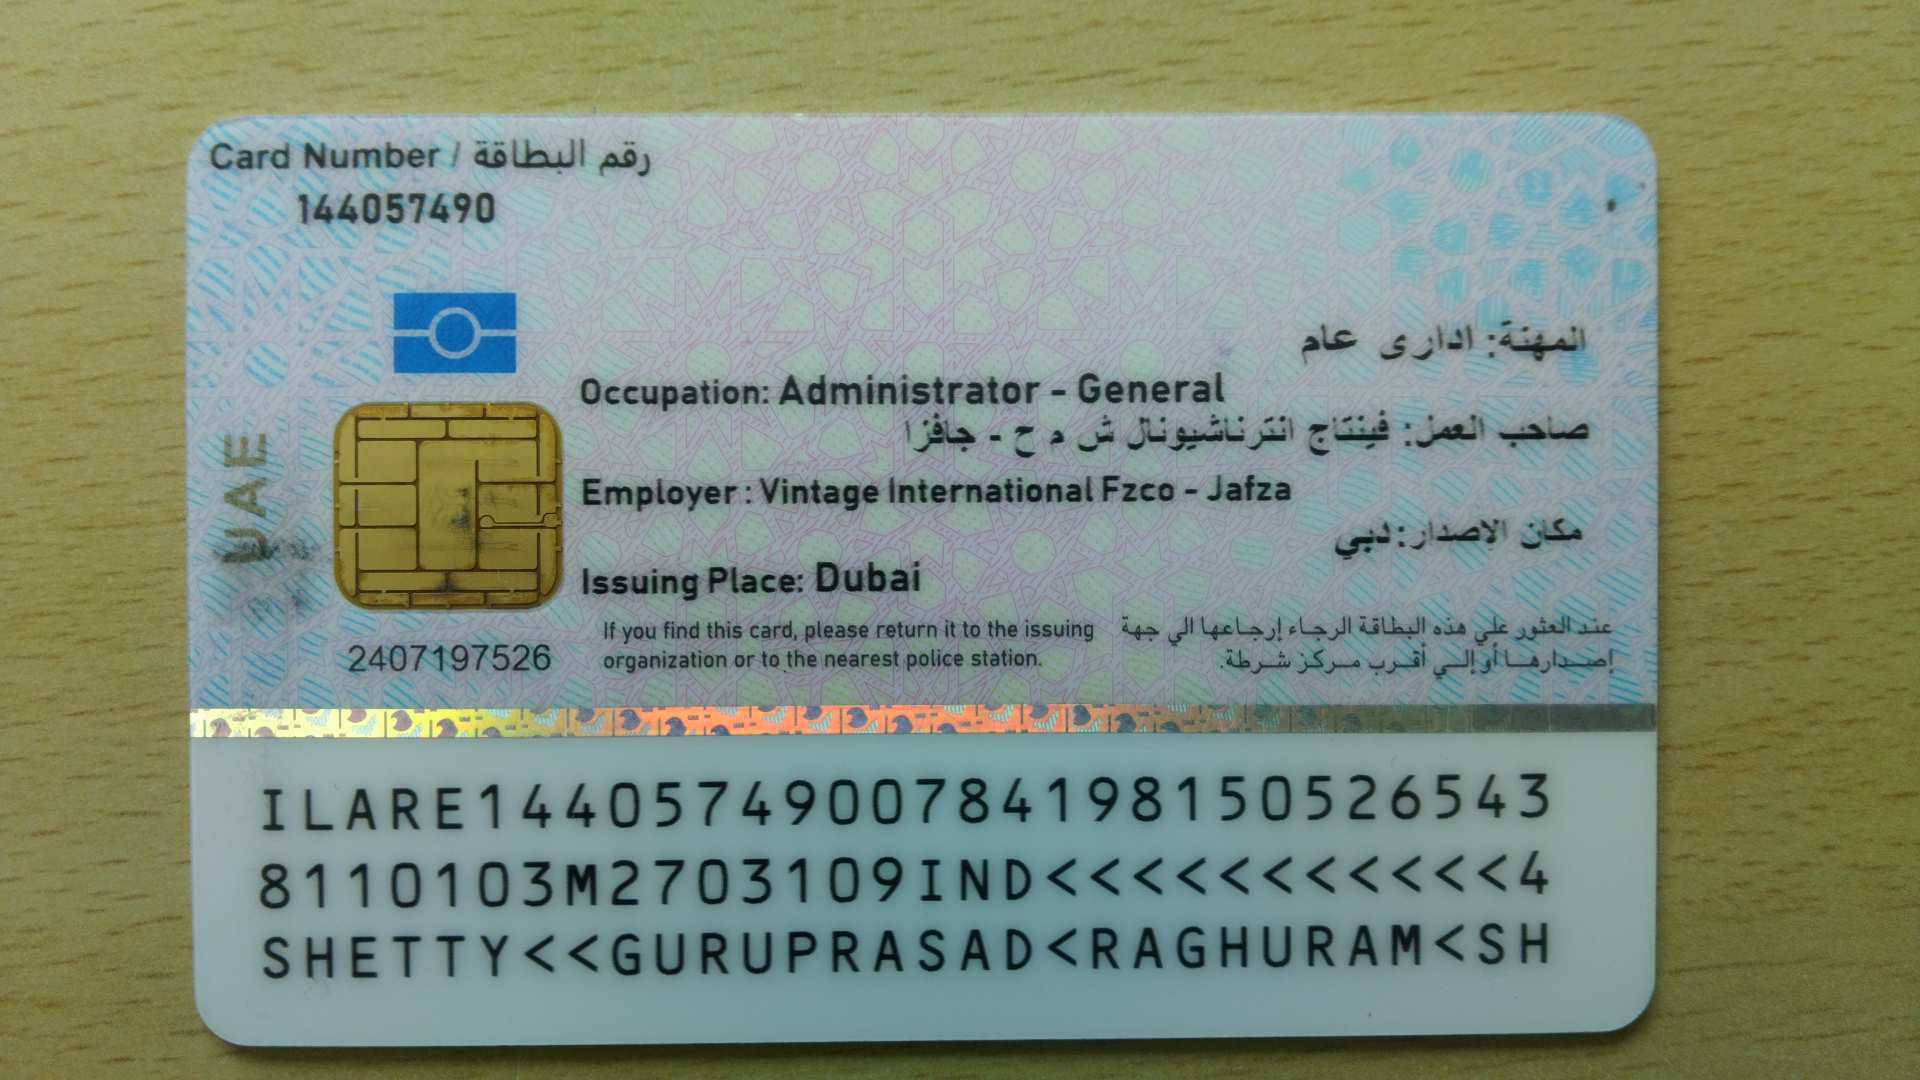 Card Number / رقم البطاقة
144057490
المهنة: ادارى عام
Occupation: Administrator - General
صاحب العمل: فينتاج انترناشيونال ش م ح - جافزا
Employer : Vintage International Fzco - Jafza
مكان الاصدار: دبي
Issuing Place: Dubai
UAE
2407197526
If you find this card, please return it to the issuing
organization or to the nearest police station.
عند العثور علي هذه البطاقة الرجاء إرجاعها الي جهة
إصدارها أو إلى أقرب مركز شرطة.
ILARE1440574900784198150526543
8110103M2703109IND<<<<<<<<<<<4
SHETTY<<GURUPRASAD<RAGHURAM<SH